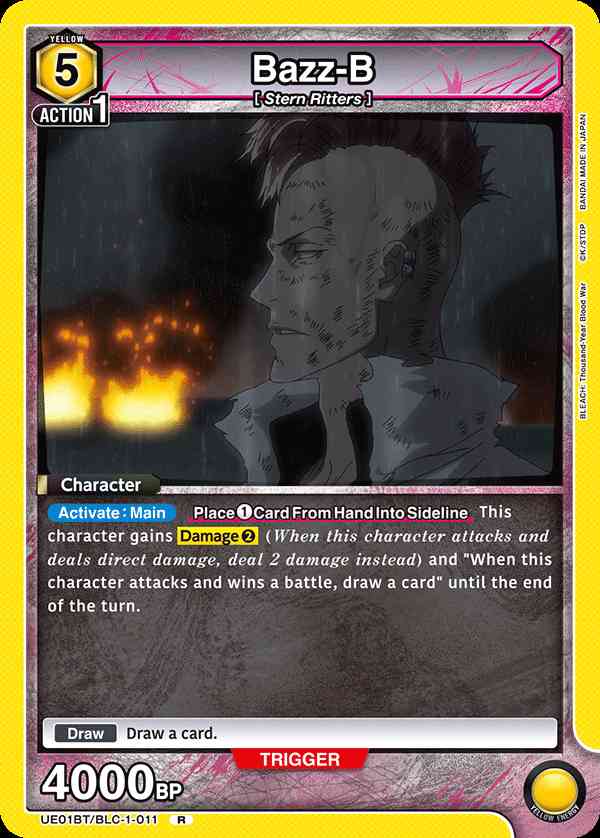 YELLOW
5
ACTION 1
Bazz-B
[ Stern Ritters ]
BLEACH: Thousand-Year Blood War ©K/STDP BANDAI MADE IN JAPAN
Character
Activate: Main Place 1 Card From Hand Into Sideline This
character gains Damage 2 (When this character attacks and
deals direct damage, deal 2 damage instead) and "When this
character attacks and wins a battle, draw a card" until the end
of the turn.
Draw Draw a card.
TRIGGER
4000BP
UE01BT/BLC-1-011 R
YELLOW ENERGY